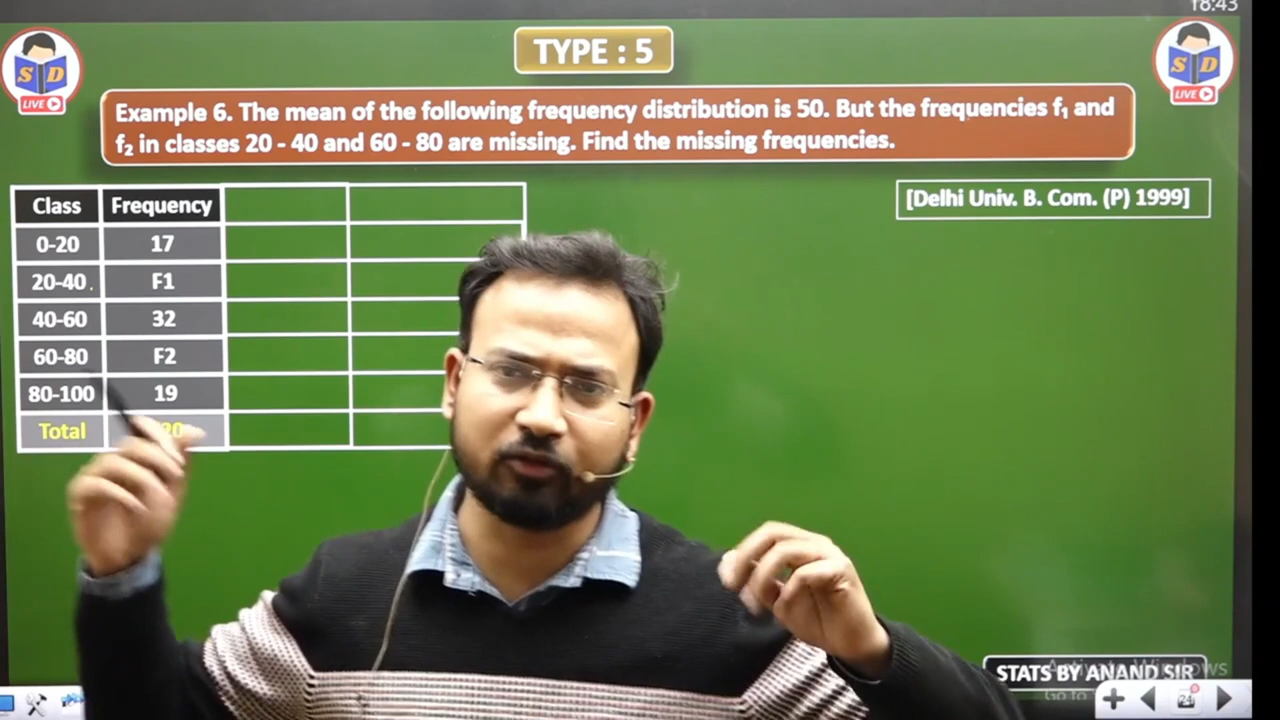 18:43
TYPE : 5
S D
LIVE
S D
LIVE
Example 6. The mean of the following frequency distribution is 50. But the frequencies f₁ and
f₂ in classes 20 - 40 and 60 - 80 are missing. Find the missing frequencies.
[Delhi Univ. B. Com. (P) 1999]
Class Frequency
0-20 17
20-40 F1
40-60 32
60-80 F2
80-100 19
Total
STATS BY ANAND SIR
Go to